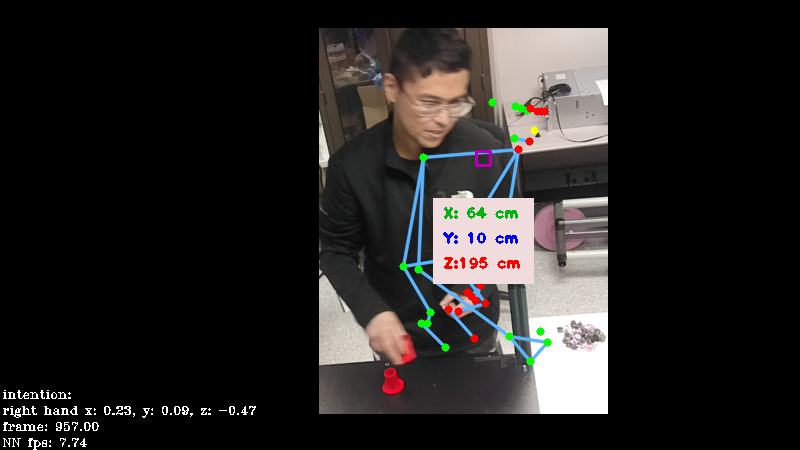 X: 64 cm
Y: 10 cm
Z:195 cm
intention:
right hand x: 0.23, y: 0.09, z: -0.47
frame: 957.00
NN fps: 7.74